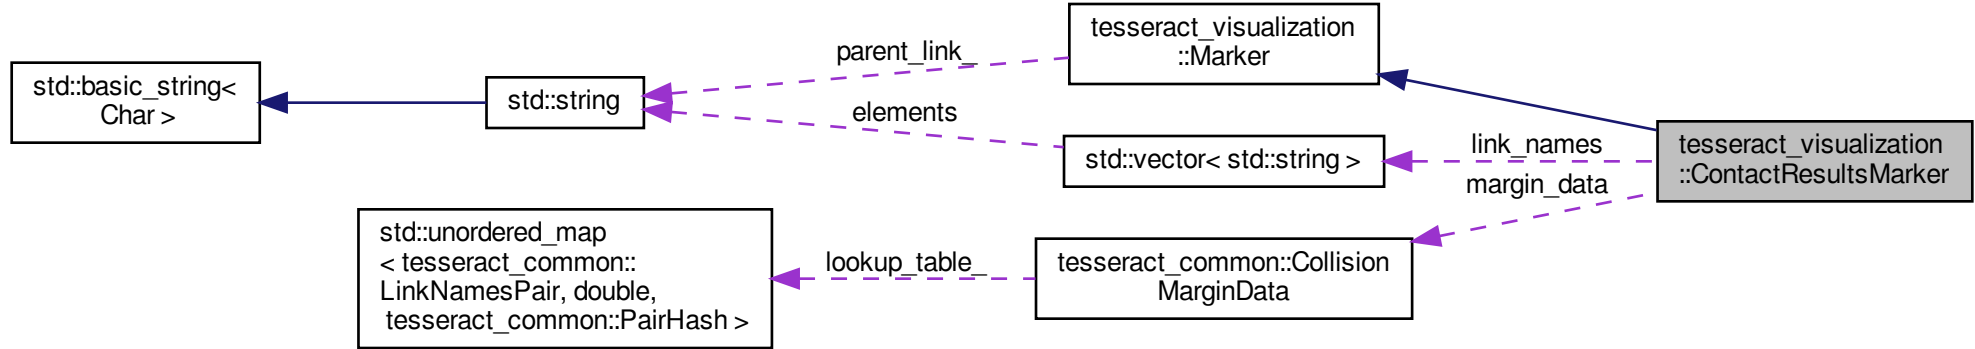 std::basic_string<
Char >
std::string
parent_link_
elements
tesseract_visualization
::Marker
std::vector< std::string >
link_names
margin_data
tesseract_visualization
::ContactResultsMarker
std::unordered_map
< tesseract_common::
LinkNamesPair, double,
tesseract_common::PairHash >
lookup_table_
tesseract_common::Collision
MarginData